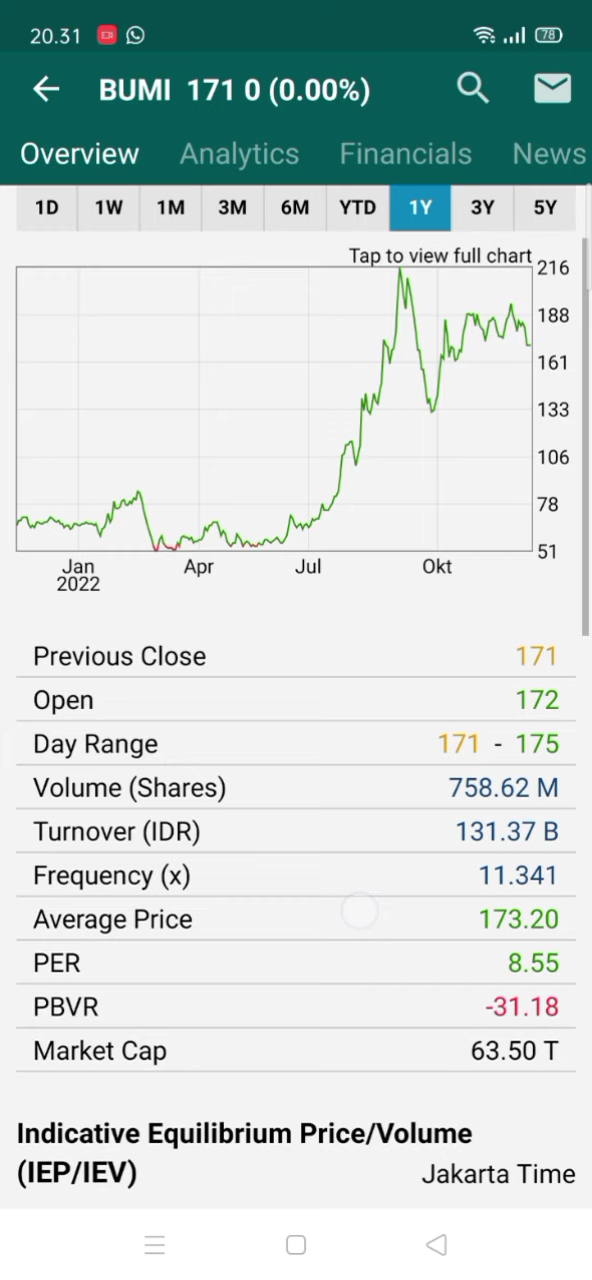 20.31 78
BUMI 171 0 (0.00%)
Overview Analytics Financials News
1D 1W 1M 3M 6M YTD 1Y 3Y 5Y
Tap to view full chart
216
188
161
133
106
78
51
Jan Apr Jul Okt
2022
Previous Close 171
Open 172
Day Range 171 - 175
Volume (Shares) 758.62 M
Turnover (IDR) 131.37 B
Frequency (x) 11.341
Average Price 173.20
PER 8.55
PBVR -31.18
Market Cap 63.50 T
Indicative Equilibrium Price/Volume
(IEP/IEV) Jakarta Time